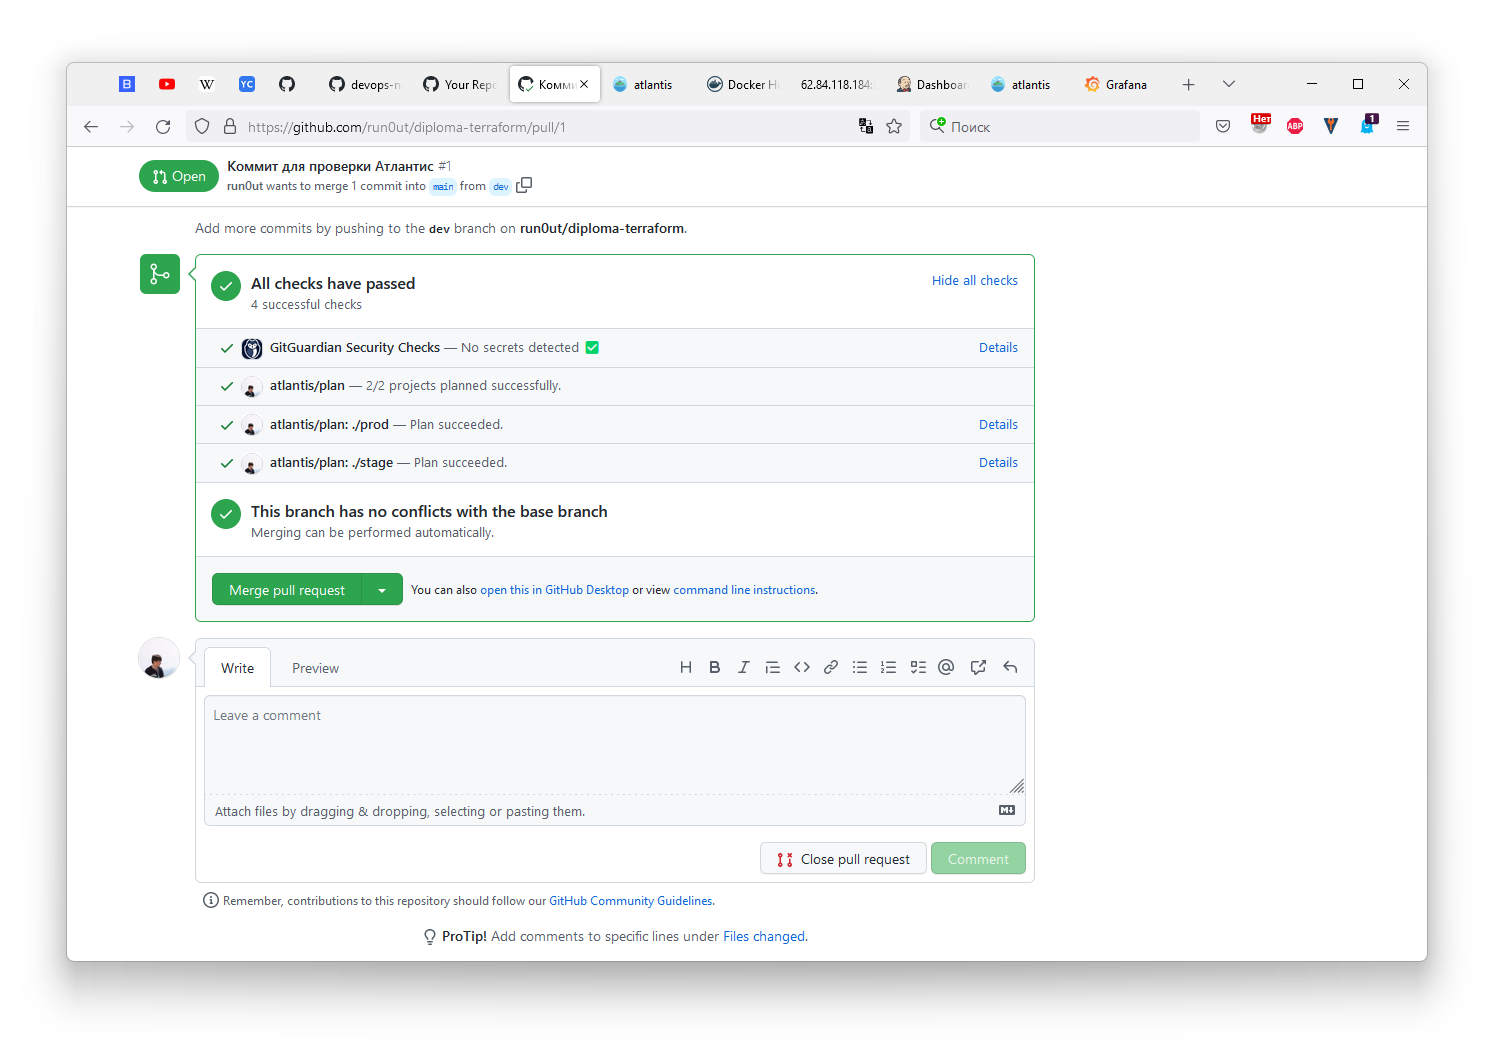 B W YC devops-n Your Repo Комми atlantis Docker Hu 62.84.118.184: Dashboar atlantis Grafana
https://github.com/run0ut/diploma-terraform/pull/1 Поиск Нет ABP 1
Open Коммит для проверки Атлантис #1
run0ut wants to merge 1 commit into main from dev
Add more commits by pushing to the dev branch on run0ut/diploma-terraform.
All checks have passed Hide all checks
4 successful checks
GitGuardian Security Checks — No secrets detected ✅ Details
atlantis/plan — 2/2 projects planned successfully.
atlantis/plan: ./prod — Plan succeeded. Details
atlantis/plan: ./stage — Plan succeeded. Details
This branch has no conflicts with the base branch
Merging can be performed automatically.
Merge pull request You can also open this in GitHub Desktop or view command line instructions.
Write Preview
Leave a comment
Attach files by dragging & dropping, selecting or pasting them.
Close pull request Comment
Remember, contributions to this repository should follow our GitHub Community Guidelines.
ProTip! Add comments to specific lines under Files changed.